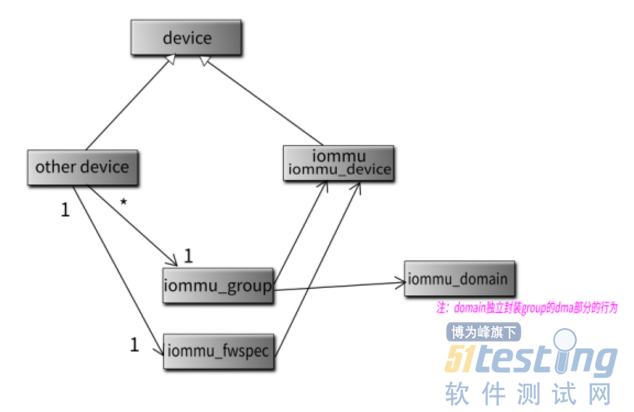 device
other device
iommu
iommu_device
1
*
1
iommu_group
iommu_domain
注：domain独立封装group的dma部分的行为
1
iommu_fwspec
博为峰旗下
51testing
软件测试网